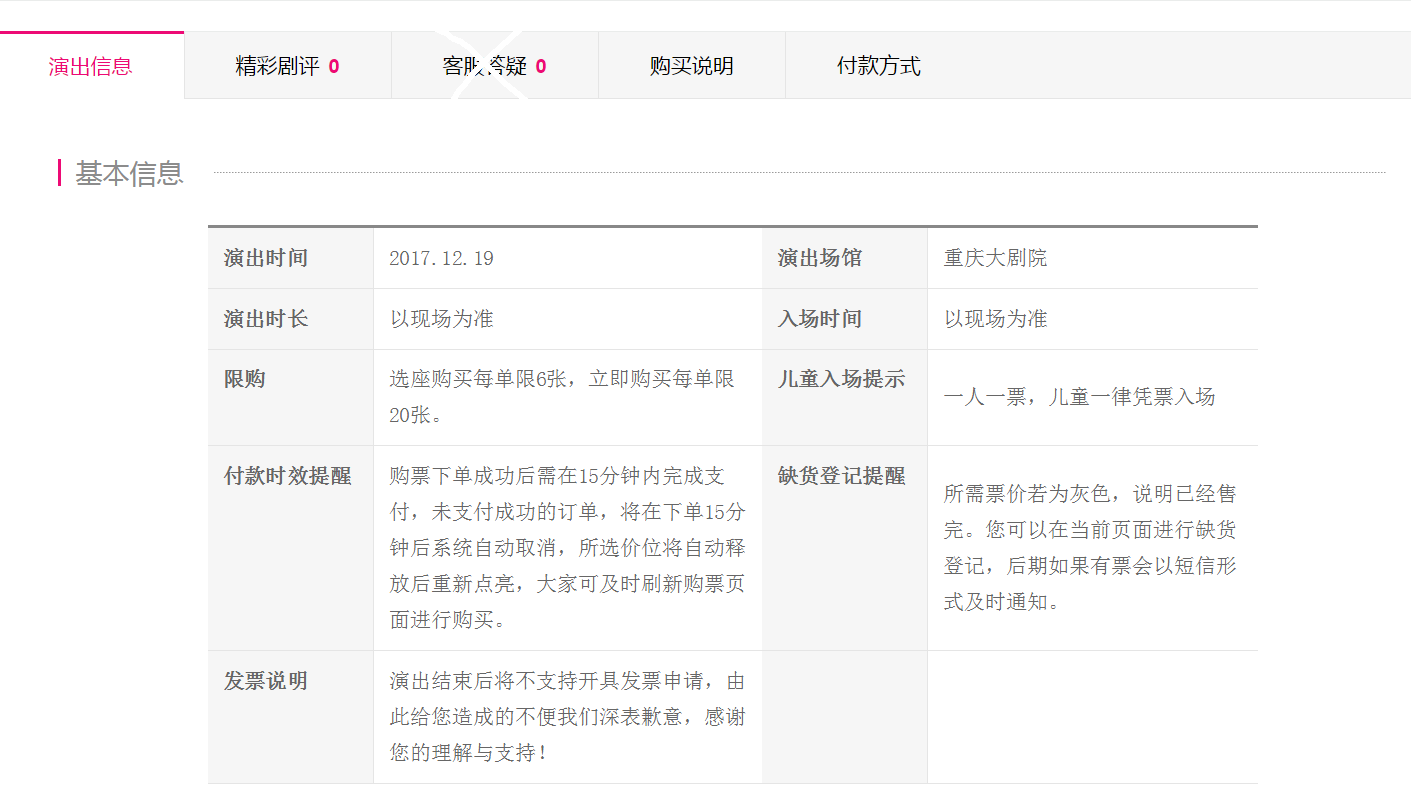 演出信息
精彩剧评 0
客服答疑 0
购买说明
付款方式
基本信息
演出时间
2017.12.19
演出场馆
重庆大剧院
演出时长
以现场为准
入场时间
以现场为准
限购
选座购买每单限6张，立即购买每单限
20张。
儿童入场提示
一人一票，儿童一律凭票入场
付款时效提醒
购票下单成功后需在15分钟内完成支
付，未支付成功的订单，将在下单15分
钟后系统自动取消，所选价位将自动释
放后重新点亮，大家可及时刷新购票页
面进行购买。
缺货登记提醒
所需票价若为灰色，说明已经售
完。您可以在当前页面进行缺货
登记，后期如果有票会以短信形
式及时通知。
发票说明
演出结束后将不支持开具发票申请，由
此给您造成的不便我们深表歉意，感谢
您的理解与支持！